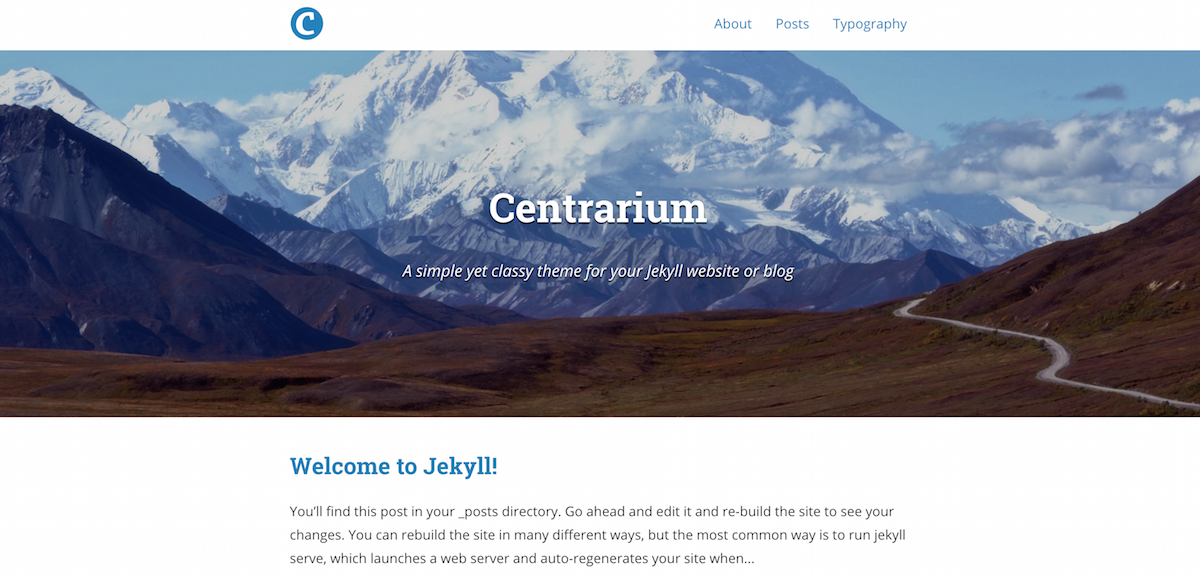 C
About Posts Typography
Centrarium
A simple yet classy theme for your Jekyll website or blog
Welcome to Jekyll!
You'll find this post in your _posts directory. Go ahead and edit it and re-build the site to see your
changes. You can rebuild the site in many different ways, but the most common way is to run jekyll
serve, which launches a web server and auto-regenerates your site when...